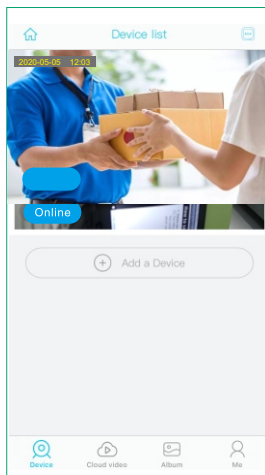 Device list
2020-05-05 12:03
Online
Add a Device
Device
Cloud video
Album
Me